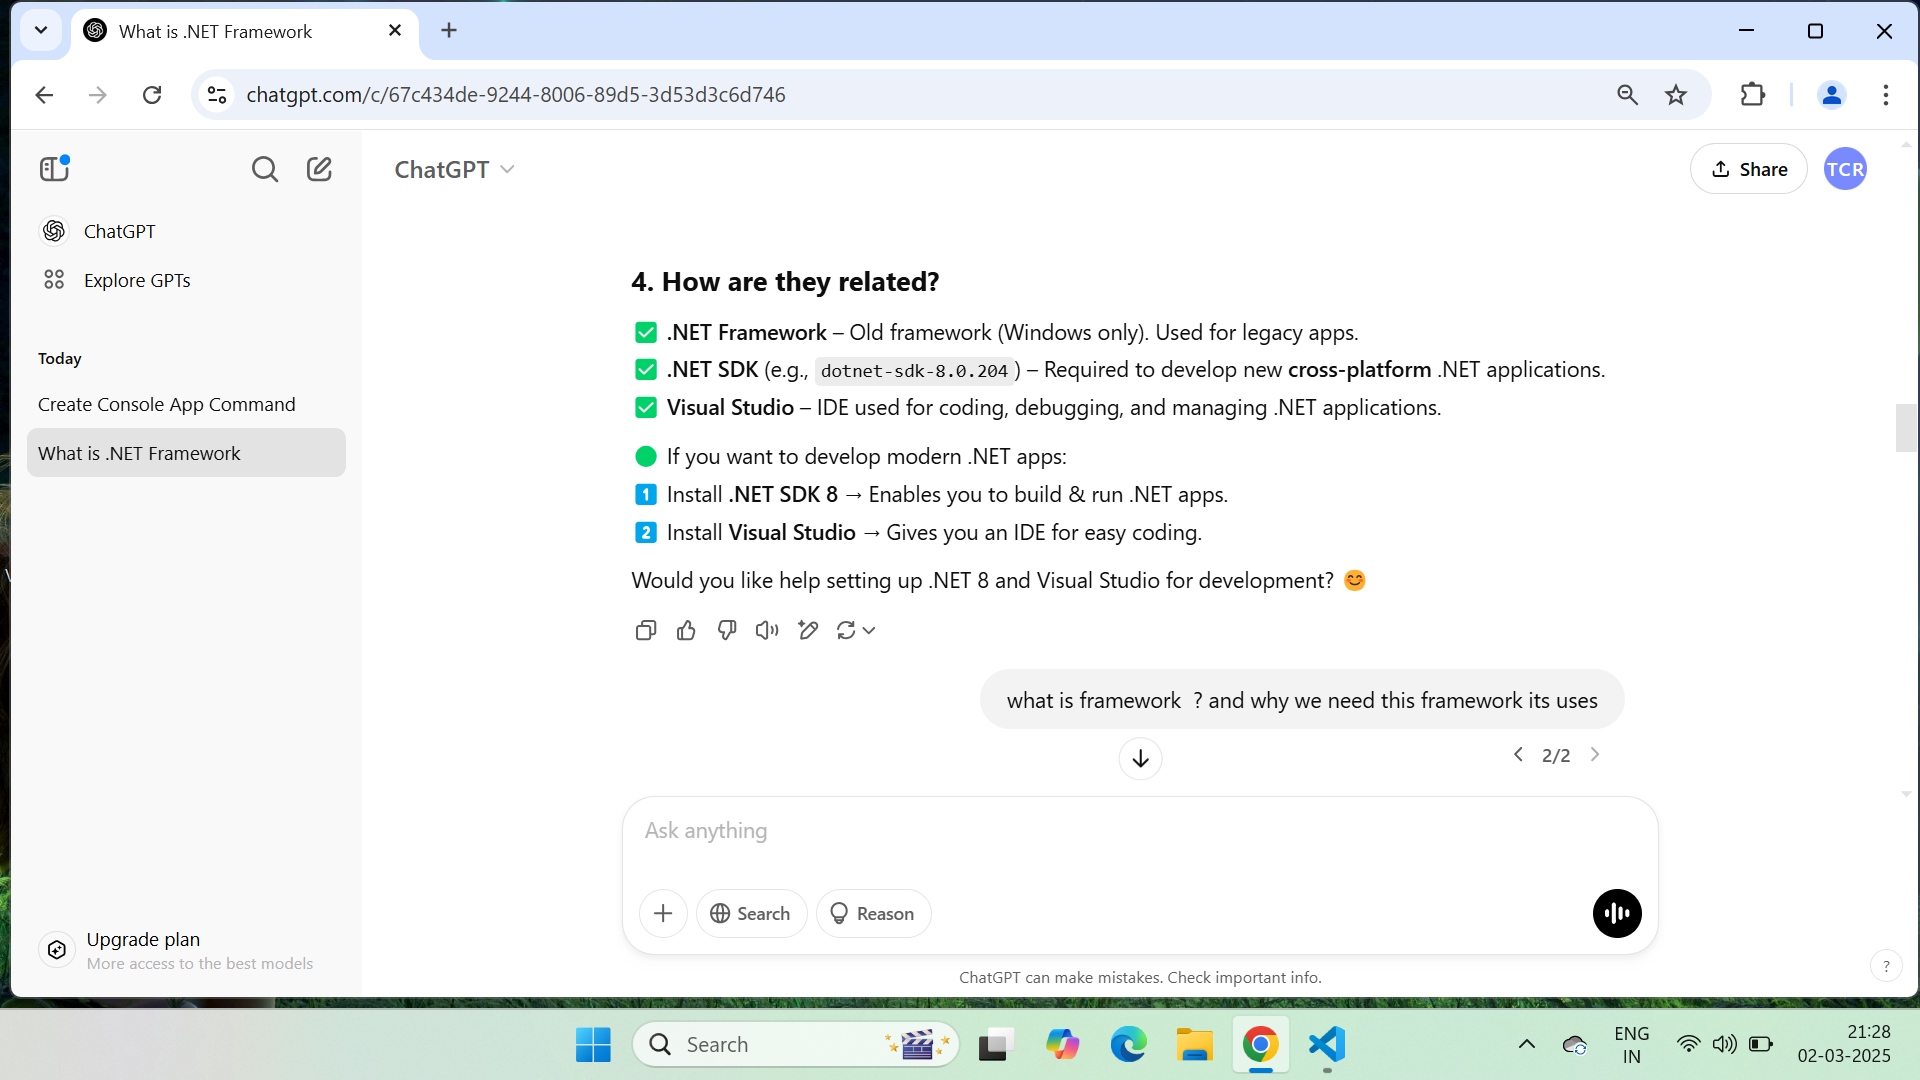 What is .NET Framework
chatgpt.com/c/67c434de-9244-8006-89d5-3d53d3c6d746
ChatGPT
Share
TCR
ChatGPT
Explore GPTs
Today
Create Console App Command
What is .NET Framework
4. How are they related?
✅ .NET Framework – Old framework (Windows only). Used for legacy apps.
✅ .NET SDK (e.g., dotnet-sdk-8.0.204) – Required to develop new cross-platform .NET applications.
✅ Visual Studio – IDE used for coding, debugging, and managing .NET applications.
🟢 If you want to develop modern .NET apps:
1️⃣ Install .NET SDK 8 → Enables you to build & run .NET apps.
2️⃣ Install Visual Studio → Gives you an IDE for easy coding.
Would you like help setting up .NET 8 and Visual Studio for development? 😊
what is framework ? and why we need this framework its uses
2/2
Ask anything
Search
Reason
Upgrade plan
More access to the best models
ChatGPT can make mistakes. Check important info.
?
Search
ENG
IN
21:28
02-03-2025